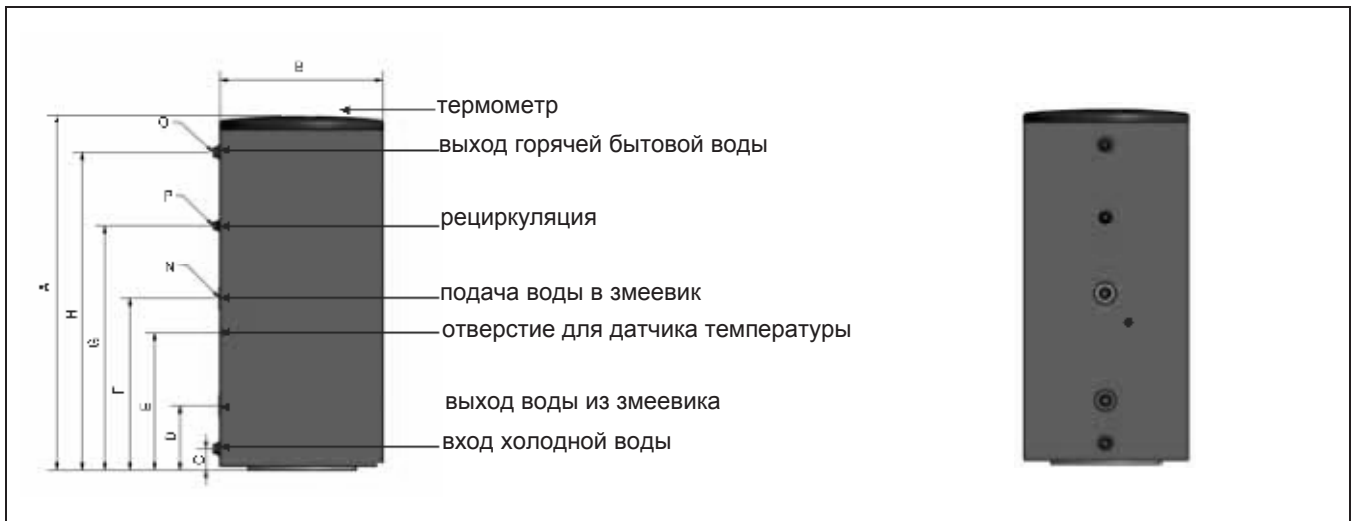 B
термометр
O
выход горячей бытовой воды
P
рециркуляция
N
подача воды в змеевик
A
H
G
F
E
отверстие для датчика температуры
D
выход воды из змеевика
C
вход холодной воды